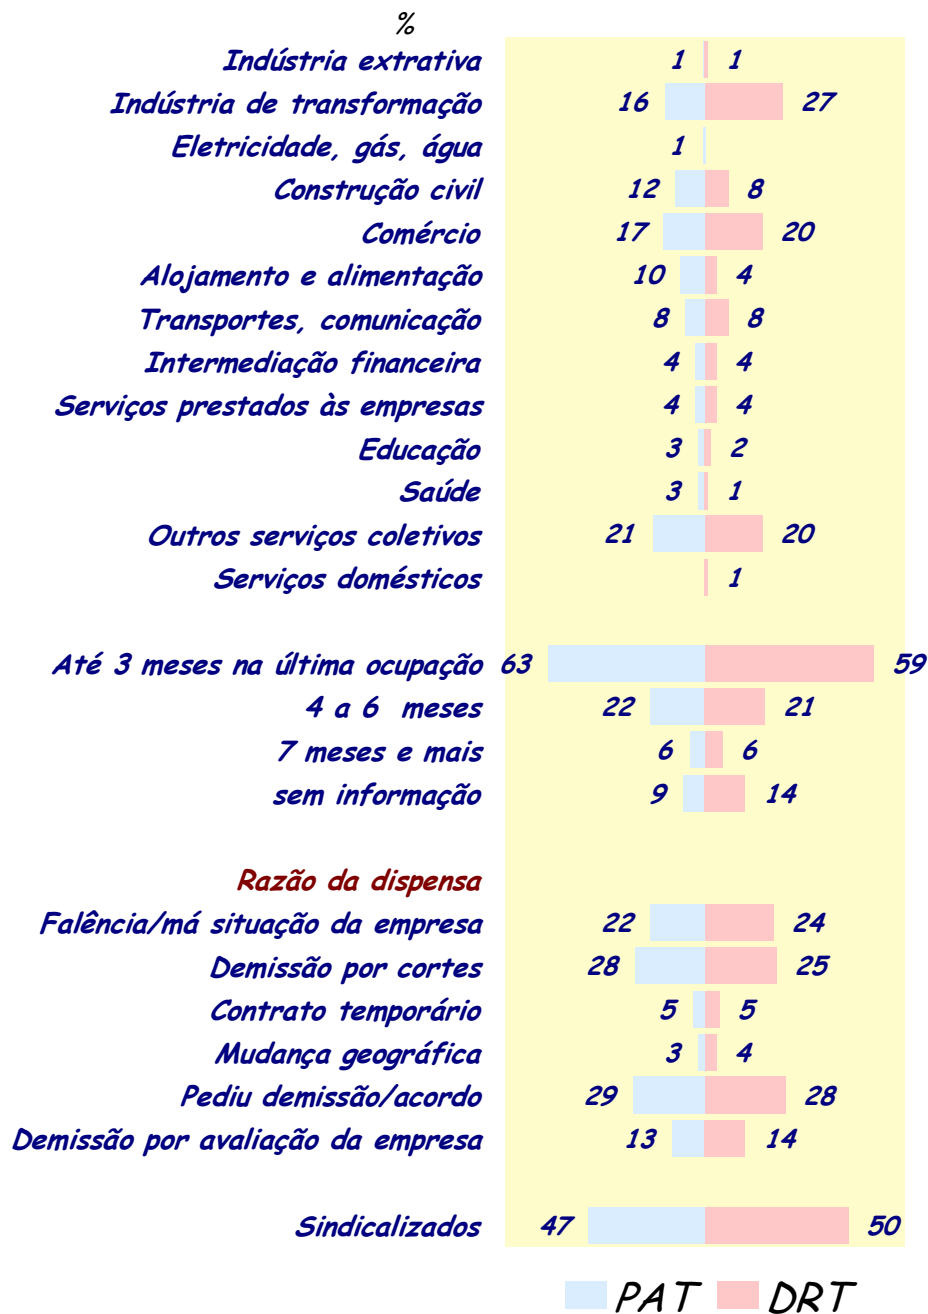 %
Indústria extrativa 1 1
Indústria de transformação 16 27
Eletricidade, gás, água 1
Construção civil 12 8
Comércio 17 20
Alojamento e alimentação 10 4
Transportes, comunicação 8 8
Intermediação financeira 4 4
Serviços prestados às empresas 4 4
Educação 3 2
Saúde 3 1
Outros serviços coletivos 21 20
Serviços domésticos 1
Até 3 meses na última ocupação 63 59
4 a 6 meses 22 21
7 meses e mais 6 6
sem informação 9 14
Razão da dispensa
Falência/má situação da empresa 22 24
Demissão por cortes 28 25
Contrato temporário 5 5
Mudança geográfica 3 4
Pediu demissão/acordo 29 28
Demissão por avaliação da empresa 13 14
Sindicalizados 47 50
PAT DRT